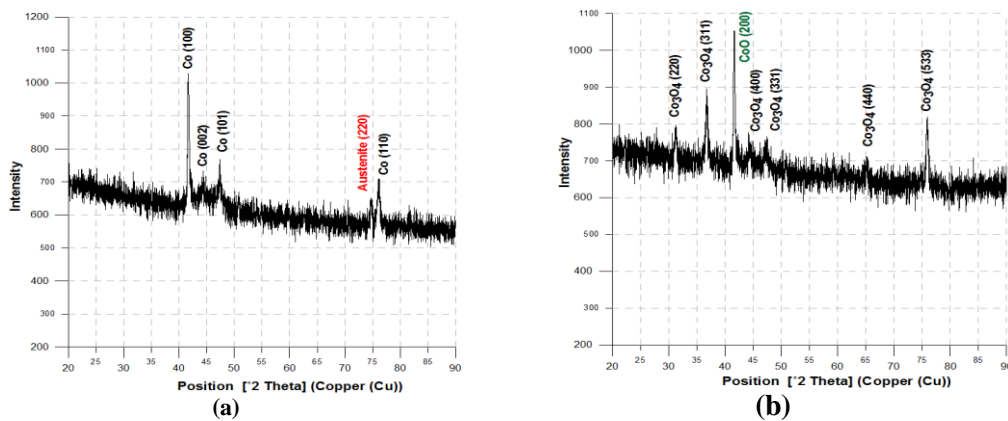 1200
1100
1000
900
800
700
600
500
400
300
200
Intensity
Co (100)
Co (002)
Co (101)
Austenite (220)
Co (110)
20 25 30 35 40 45 50 55 60 65 70 75 80 85 90
Position [°2 Theta] (Copper (Cu))
(a)
1100
1000
900
800
700
600
500
400
300
200
Intensity
Co₃O₄ (220)
Co₃O₄ (311)
CoO (200)
Co₃O₄ (400)
Co₃O₄ (331)
Co₃O₄ (440)
Co₃O₄ (533)
20 25 30 35 40 45 50 55 60 65 70 75 80 85 90
Position [°2 Theta] (Copper (Cu))
(b)